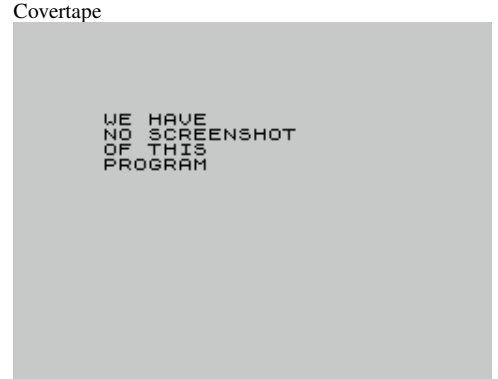 Covertape
WE HAVE
NO SCREENSHOT
OF THIS
PROGRAM